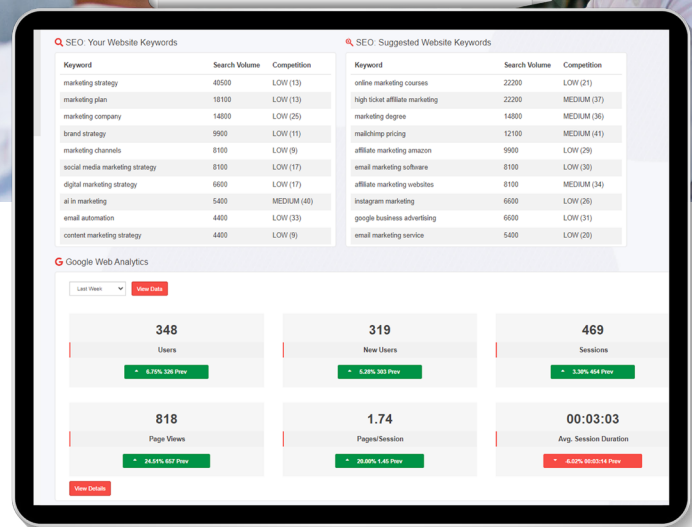 SEO: Your Website Keywords
Keyword Search Volume Competition
marketing strategy 40500 LOW (13)
marketing plan 18100 LOW (13)
marketing company 14800 LOW (25)
brand strategy 9900 LOW (11)
marketing channels 8100 LOW (9)
social media marketing strategy 8100 LOW (17)
digital marketing strategy 6600 LOW (17)
ai in marketing 5400 MEDIUM (40)
email automation 4400 LOW (33)
content marketing strategy 4400 LOW (9)
SEO: Suggested Website Keywords
Keyword Search Volume Competition
online marketing courses 22200 LOW (21)
high ticket affiliate marketing 22200 MEDIUM (37)
marketing degree 14800 MEDIUM (36)
mailchimp pricing 12100 MEDIUM (41)
affiliate marketing amazon 9900 LOW (29)
email marketing software 8100 LOW (30)
affiliate marketing websites 8100 MEDIUM (34)
instagram marketing 6600 LOW (26)
google business advertising 6600 LOW (31)
email marketing service 5400 LOW (20)
G Google Web Analytics
Last Week View Data
348
Users
6.75% 326 Prev
319
New Users
5.28% 303 Prev
469
Sessions
3.30% 454 Prev
818
Page Views
24.51% 657 Prev
1.74
Pages/Session
20.00% 1.45 Prev
00:03:03
Avg. Session Duration
-6.02% 00:03:14 Prev
View Details